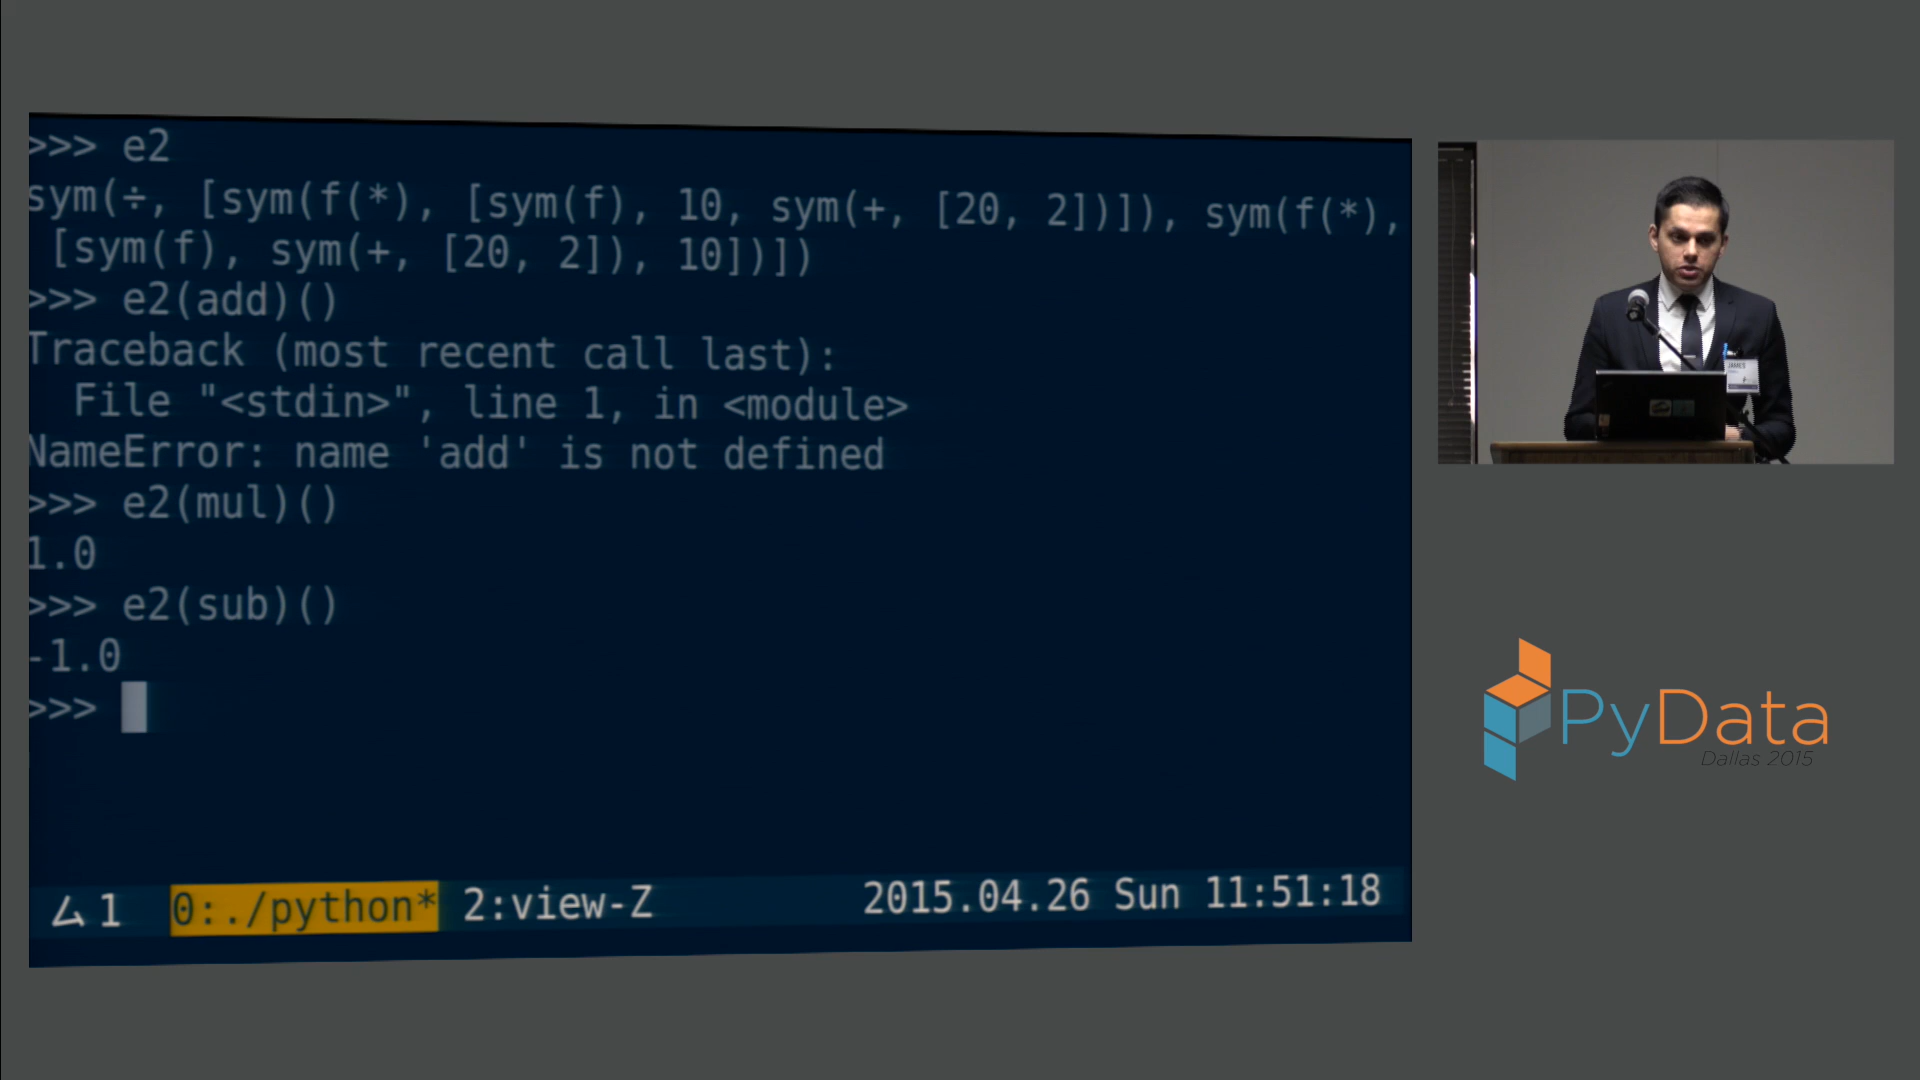 >>> e2
sym(÷, [sym(f(*), [sym(f), 10, sym(+, [20, 2])]), sym(f(*),
[sym(f), sym(+, [20, 2]), 10])])
>>> e2(add)()
Traceback (most recent call last):
File "<stdin>", line 1, in <module>
NameError: name 'add' is not defined
>>> e2(mul)()
1.0
>>> e2(sub)()
-1.0
>>>
1 0:./python* 2:view-Z 2015.04.26 Sun 11:51:18
JAMES
PyData
Dallas 2015